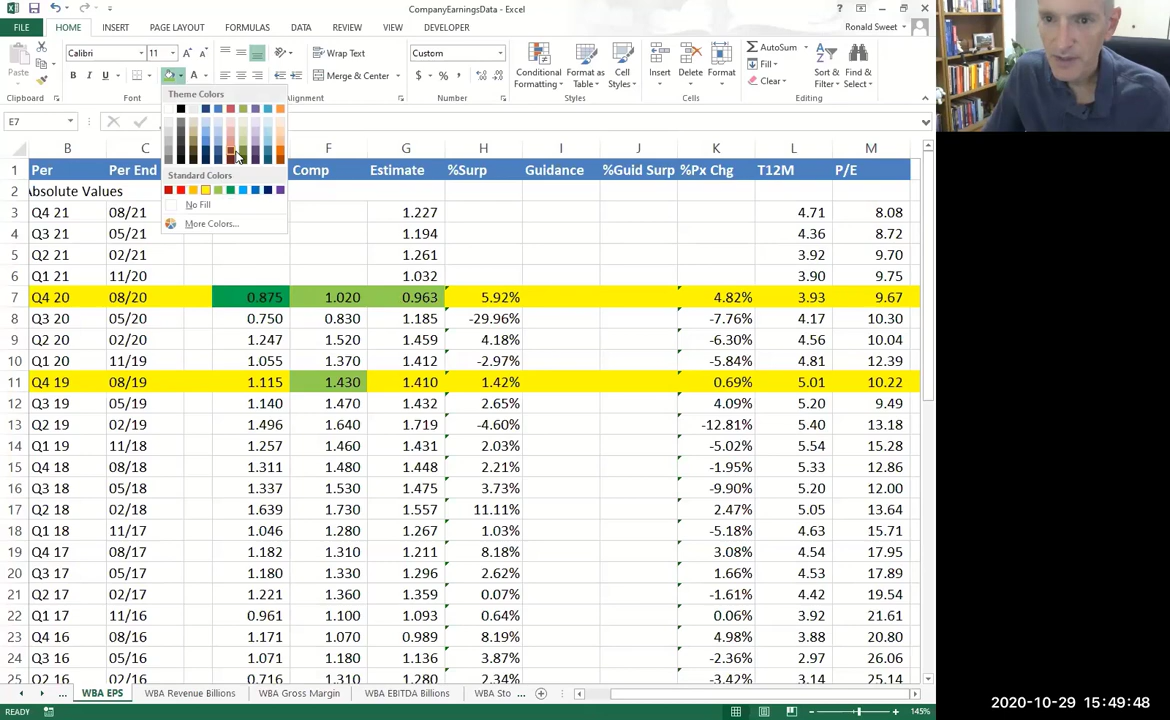 CompanyEarningsData - Excel
FILE HOME INSERT PAGE LAYOUT FORMULAS DATA REVIEW VIEW DEVELOPER Ronald Sweet
Paste Calibri 11 Wrap Text Custom AutoSum
B I U A Merge & Center $ % , Conditional Formatting Format as Table Cell Styles Insert Delete Format Fill Clear Sort & Filter Find & Select
Clipboard Font Alignment Number Styles Cells Editing
Theme Colors
Standard Colors
No Fill
More Colors...
E7
B C F G H I J K L M
1 Per Per End Comp Estimate %Surp Guidance %Guid Surp %Px Chg T12M P/E
2 Absolute Values
3 Q4 21 08/21 1.227 4.71 8.08
4 Q3 21 05/21 1.194 4.36 8.72
5 Q2 21 02/21 1.261 3.92 9.70
6 Q1 21 11/20 1.032 3.90 9.75
7 Q4 20 08/20 0.875 1.020 0.963 5.92% 4.82% 3.93 9.67
8 Q3 20 05/20 0.750 0.830 1.185 -29.96% -7.76% 4.17 10.30
9 Q2 20 02/20 1.247 1.520 1.459 4.18% -6.30% 4.56 10.04
10 Q1 20 11/19 1.055 1.370 1.412 -2.97% -5.84% 4.81 12.39
11 Q4 19 08/19 1.115 1.430 1.410 1.42% 0.69% 5.01 10.22
12 Q3 19 05/19 1.140 1.470 1.432 2.65% 4.09% 5.20 9.49
13 Q2 19 02/19 1.496 1.640 1.719 -4.60% -12.81% 5.40 13.18
14 Q1 19 11/18 1.257 1.460 1.431 2.03% -5.02% 5.54 15.28
15 Q4 18 08/18 1.311 1.480 1.448 2.21% -1.95% 5.33 12.86
16 Q3 18 05/18 1.337 1.530 1.475 3.73% -9.90% 5.20 12.00
17 Q2 18 02/18 1.639 1.730 1.557 11.11% 2.47% 5.05 13.64
18 Q1 18 11/17 1.046 1.280 1.267 1.03% -5.18% 4.63 15.71
19 Q4 17 08/17 1.182 1.310 1.211 8.18% 3.08% 4.54 17.95
20 Q3 17 05/17 1.180 1.330 1.296 2.62% 1.66% 4.53 17.89
21 Q2 17 02/17 1.221 1.360 1.359 0.07% -1.61% 4.42 19.54
22 Q1 17 11/16 0.961 1.100 1.093 0.64% 0.06% 3.92 21.61
23 Q4 16 08/16 1.171 1.070 0.989 8.19% 4.98% 3.88 20.80
24 Q3 16 05/16 1.071 1.180 1.136 3.87% -2.36% 2.97 26.06
25 Q2 16 02/16 0.716 1.310 1.280 2.34% -3.42% 3.14 25.14
... WBA EPS WBA Revenue Billions WBA Gross Margin WBA EBITDA Billions WBA Sto ...
READY 145%
2020-10-29 15:49:48